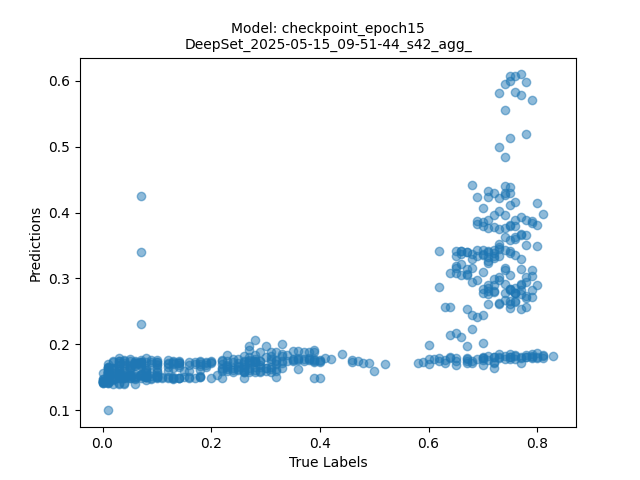 Model: checkpoint_epoch15
DeepSet_2025-05-15_09-51-44_s42_agg_
Predictions
0.6
0.5
0.4
0.3
0.2
0.1
0.0 0.2 0.4 0.6 0.8
True Labels